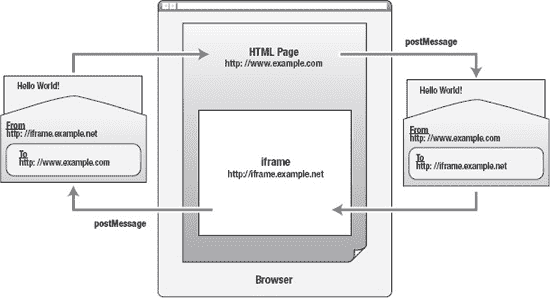 HTML Page
http://www.example.com
postMessage
Hello World!
From
http://iframe.example.net
To
http://www.example.com
Hello World!
From
http://www.example.com
To
http://iframe.example.net
iframe
http://iframe.example.net
postMessage
Browser